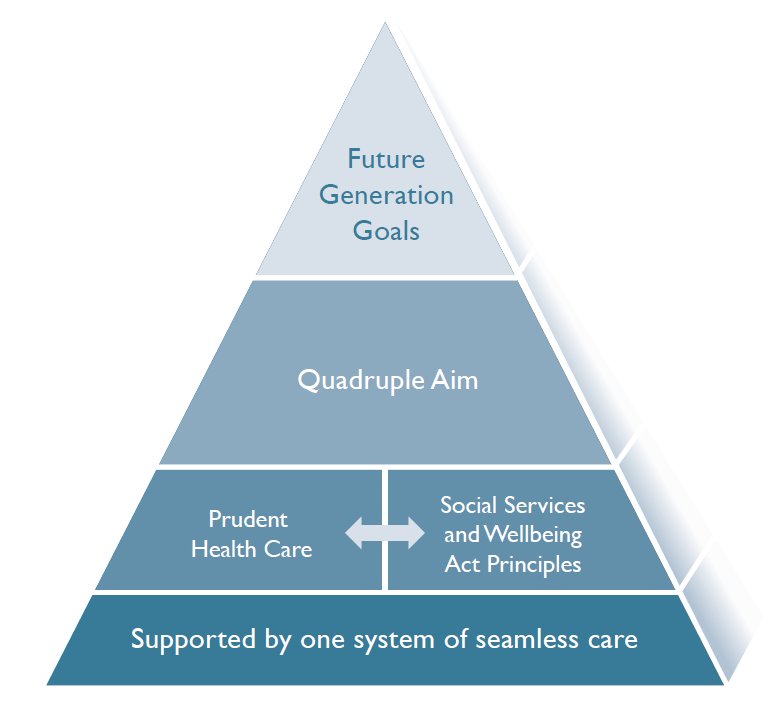 Future
Generation
Goals
Quadruple Aim
Prudent
Health Care
Social Services
and Wellbeing
Act Principles
Supported by one system of seamless care